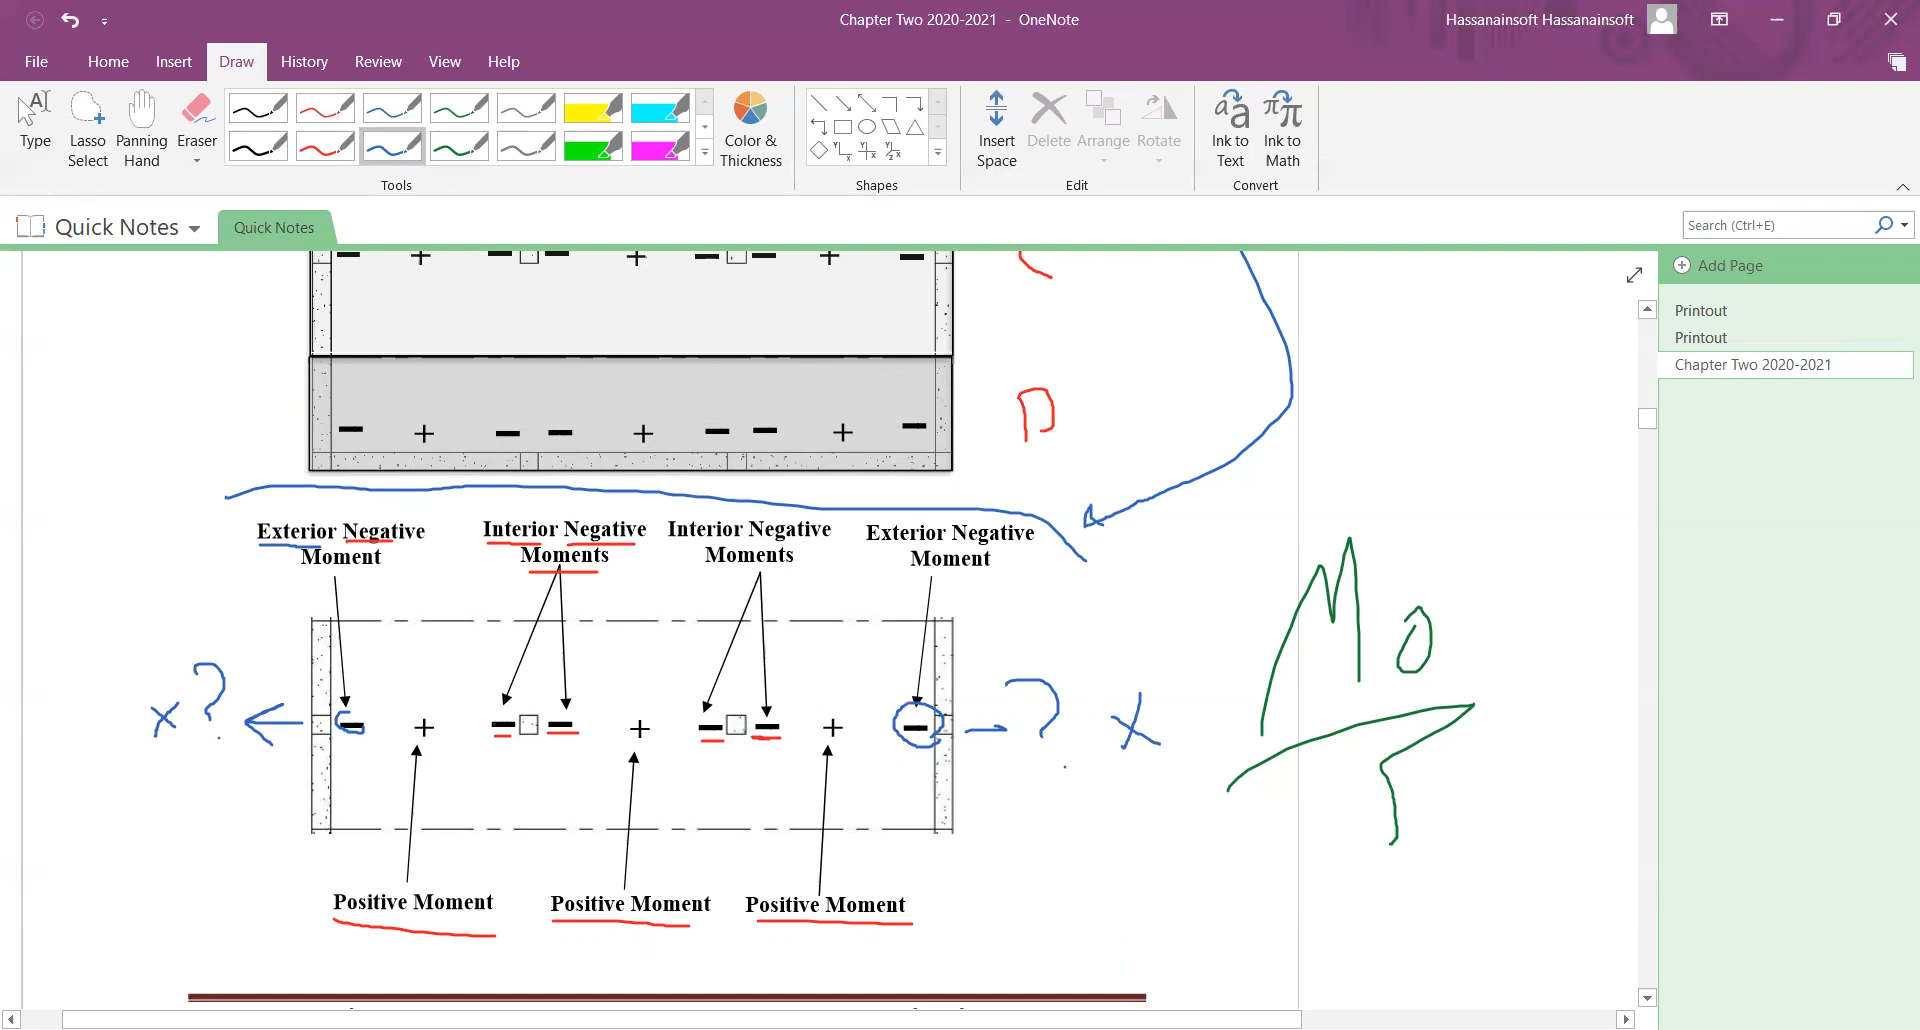 Chapter Two 2020-2021 - OneNote
Hassanainsoft Hassanainsoft
File Home Insert Draw History Review View Help
Type
Lasso Select
Panning Hand
Eraser
Color & Thickness
Insert Space
Delete
Arrange
Rotate
Ink to Text
Ink to Math
Tools
Shapes
Edit
Convert
Quick Notes
Quick Notes
Search (Ctrl+E)
Add Page
Printout
Printout
Chapter Two 2020-2021
− + − − + − − + −
− + − − + − − + −
D
Exterior Negative
Moment
Interior Negative
Moments
Interior Negative
Moments
Exterior Negative
Moment
x ? − + − − + − − + − ? x
Mo
Positive Moment
Positive Moment
Positive Moment